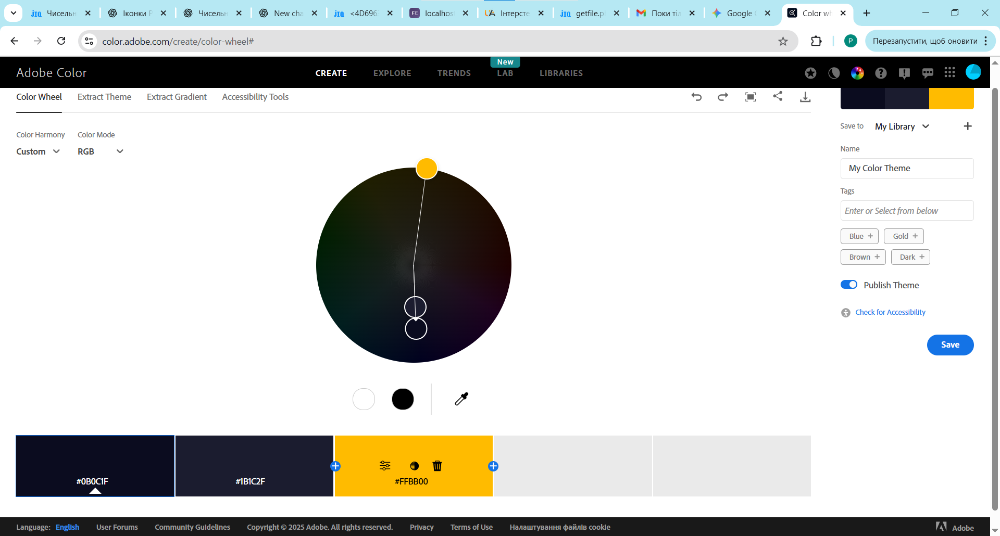 Чисельн
Іконки Р
Чисельн
New cha
<4D696
localhos
Інтерсте
getfile.p
Поки тіл
Google
Color wh
color.adobe.com/create/color-wheel#
P
Перезапустити, щоб оновити
Adobe Color
CREATE
EXPLORE
TRENDS
New
LAB
LIBRARIES
Color Wheel
Extract Theme
Extract Gradient
Accessibility Tools
Color Harmony
Color Mode
Custom
RGB
Save to
My Library
Name
My Color Theme
Tags
Enter or Select from below
Blue +
Gold +
Brown +
Dark +
Publish Theme
Check for Accessibility
Save
#0B0C1F
#1B1C2F
#FFBB00
Language: English
User Forums
Community Guidelines
Copyright © 2025 Adobe. All rights reserved.
Privacy
Terms of Use
Налаштування файлів cookie
Adobe